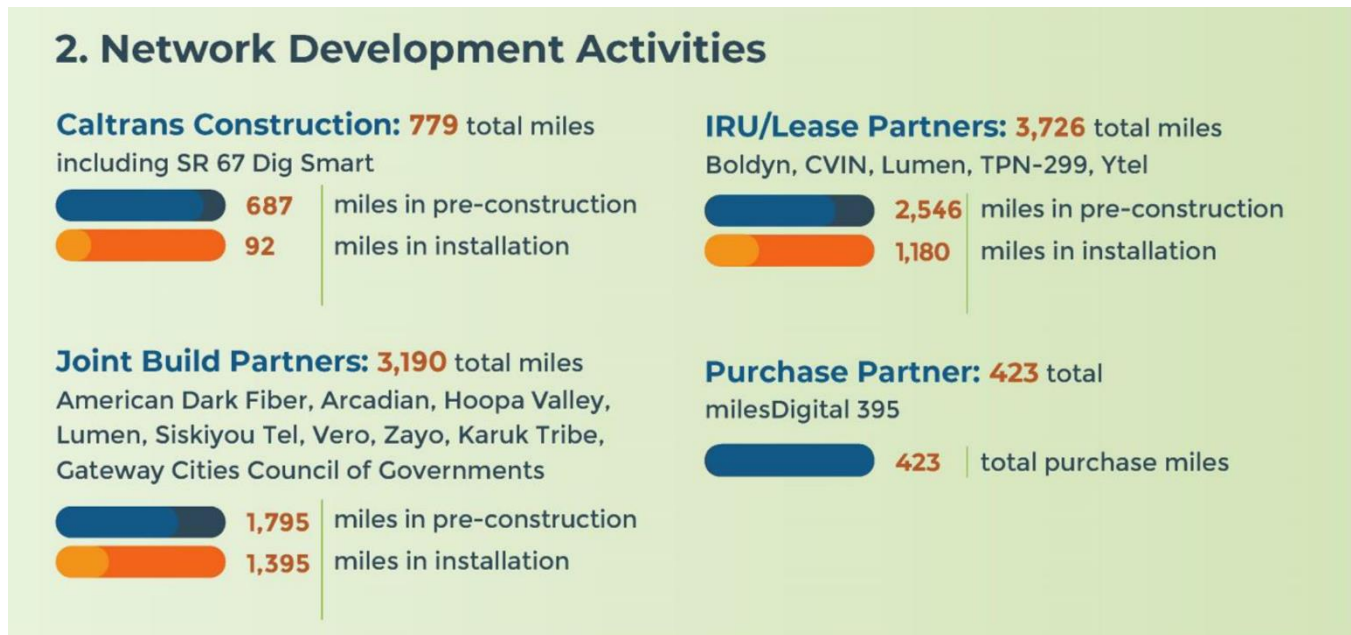 2. Network Development Activities
Caltrans Construction: 779 total miles
including SR 67 Dig Smart
687 miles in pre-construction
92 miles in installation
IRU/Lease Partners: 3,726 total miles
Boldyn, CVIN, Lumen, TPN-299, Ytel
2,546 miles in pre-construction
1,180 miles in installation
Joint Build Partners: 3,190 total miles
American Dark Fiber, Arcadian, Hoopa Valley,
Lumen, Siskiyou Tel, Vero, Zayo, Karuk Tribe,
Gateway Cities Council of Governments
1,795 miles in pre-construction
1,395 miles in installation
Purchase Partner: 423 total
milesDigital 395
423 total purchase miles